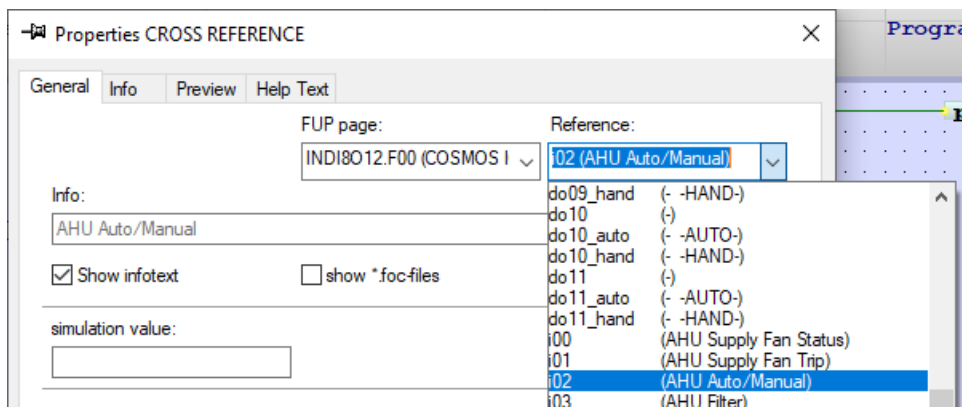 Properties CROSS REFERENCE
Progra
General Info Preview Help Text
FUP page: Reference:
INDI8O12.F00 (COSMOS I i02 (AHU Auto/Manual)
Info:
AHU Auto/Manual
Show infotext show *.foc-files
simulation value:
do09_hand (- -HAND-)
do10 (-)
do10_auto (- -AUTO-)
do10_hand (- -HAND-)
do11 (-)
do11_auto (- -AUTO-)
do11_hand (- -HAND-)
i00 (AHU Supply Fan Status)
i01 (AHU Supply Fan Trip)
i02 (AHU Auto/Manual)
i03 (AHU Filter)